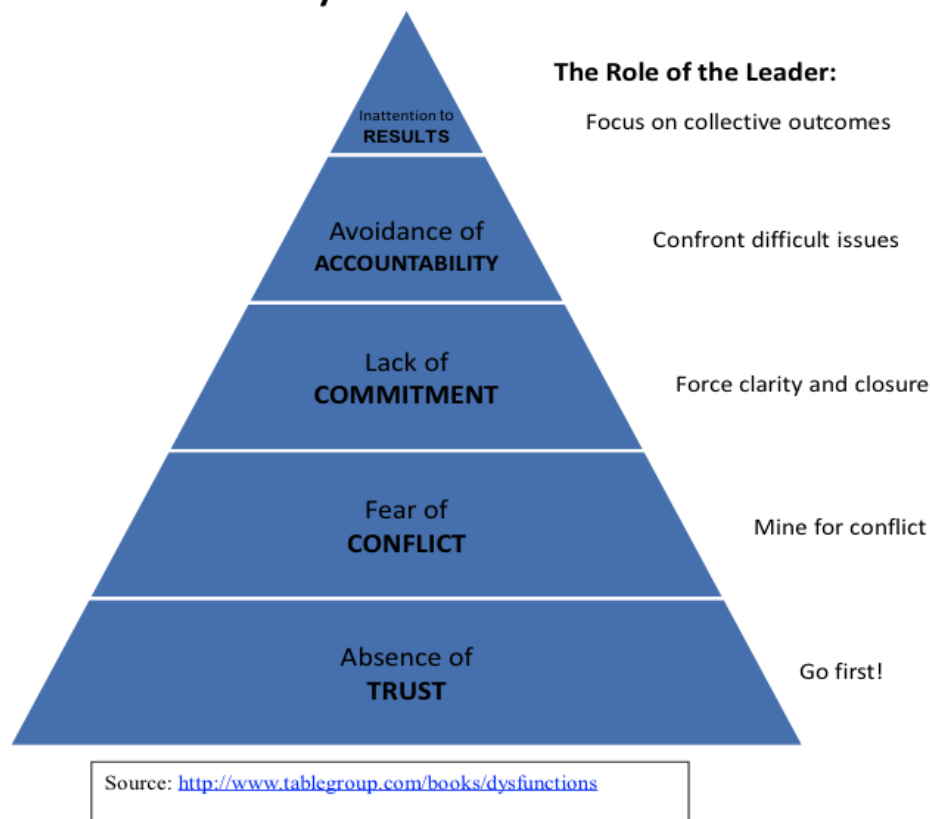 The Role of the Leader:
Inattention to
RESULTS
Focus on collective outcomes
Avoidance of
ACCOUNTABILITY
Confront difficult issues
Lack of
COMMITMENT
Force clarity and closure
Fear of
CONFLICT
Mine for conflict
Absence of
TRUST
Go first!
Source: http://www.tablegroup.com/books/dysfunctions